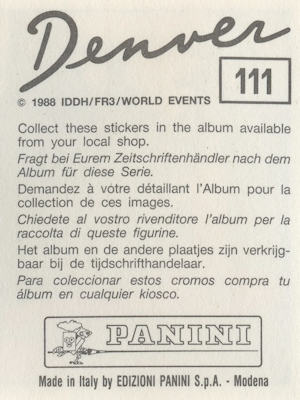 Denver
111
© 1988 IDDH/FR3/WORLD EVENTS
Collect these stickers in the album available
from your local shop.
Fragt bei Eurem Zeitschriftenhändler nach dem
Album für diese Serie.
Demandez à vôtre détaillant l'Album pour la
collection de ces images.
Chiedete al vostro rivenditore l'album per la
raccolta di queste figurine.
Het album en de andere plaatjes zijn verkrijg-
baar bij de tijdschrifthandelaar.
Para coleccionar estos cromos compra tu
álbum en cualquier kiosco.
PANINI
Made in Italy by EDIZIONI PANINI S.p.A. - Modena